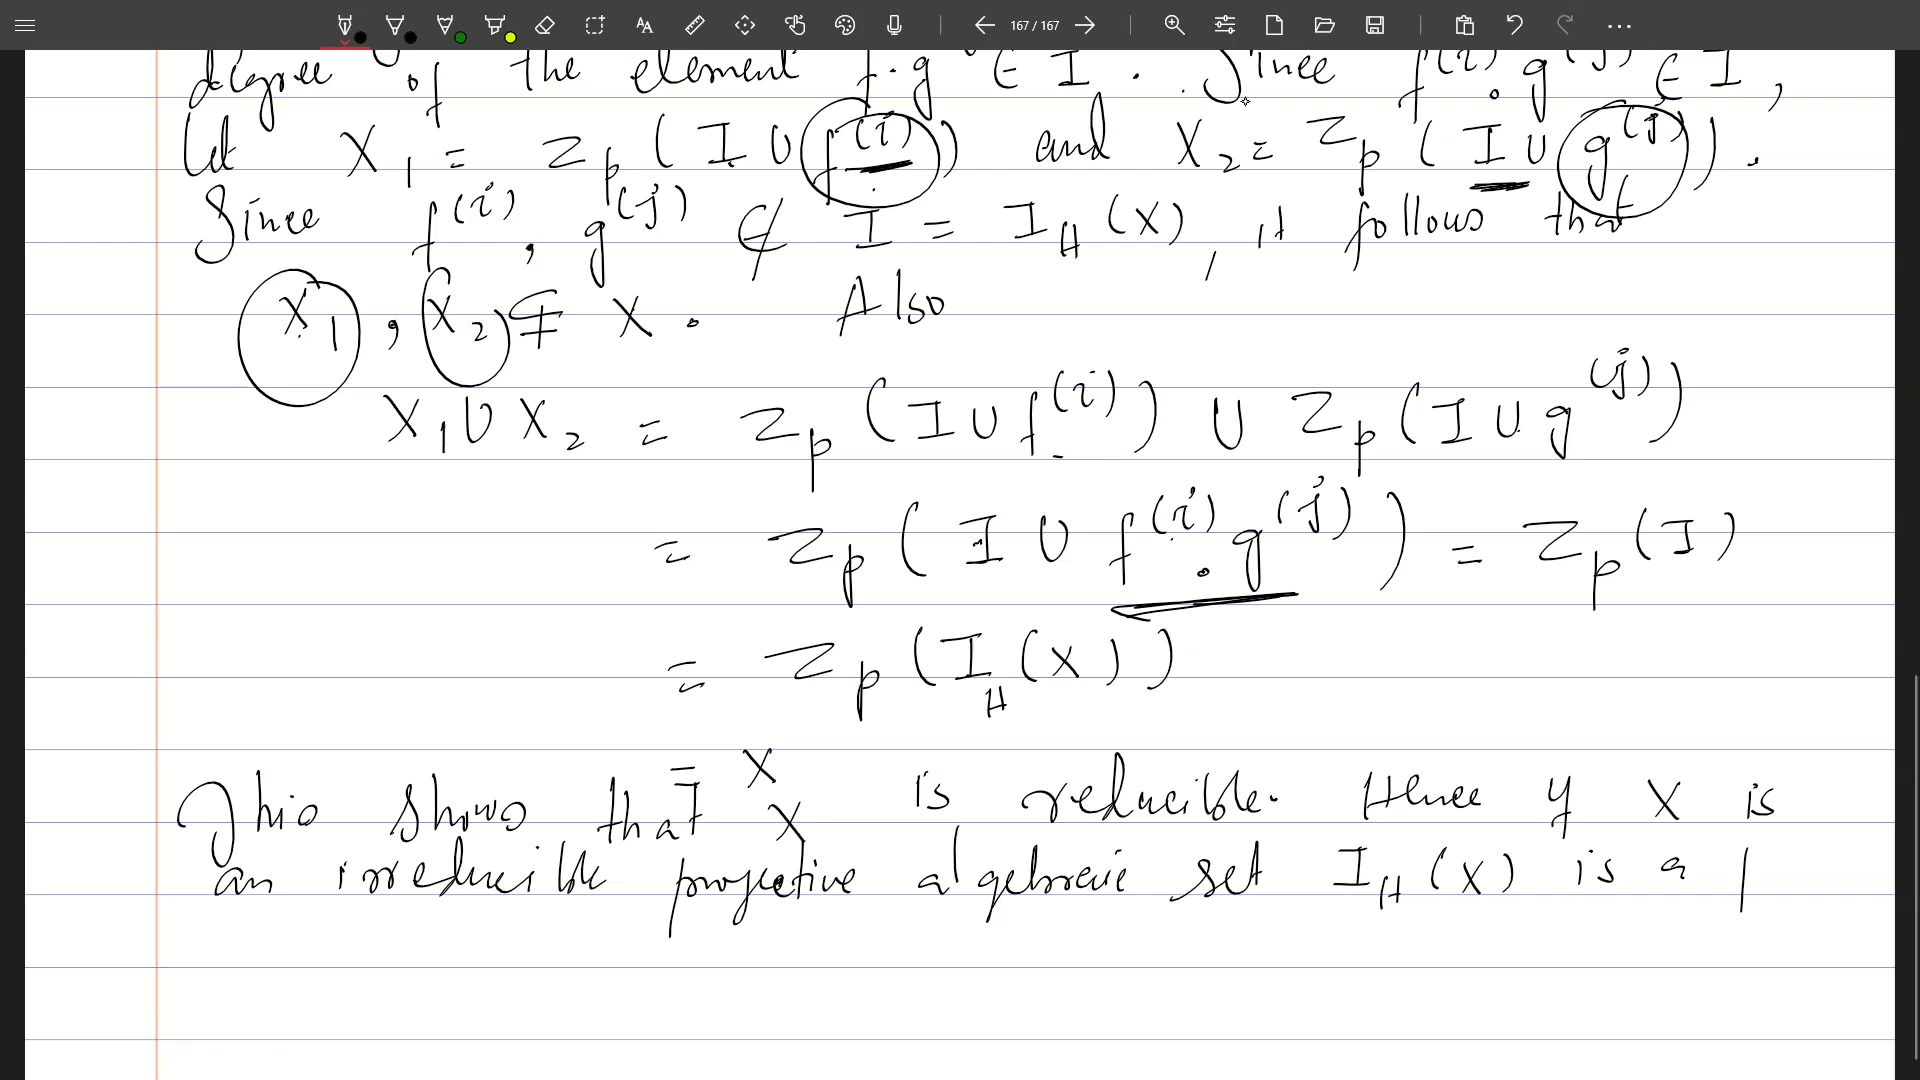 167 / 167
degree of the element f·g ∈ I . Since f^(i) · g^(j) ∈ I ,
Let X_1 = Z_p ( I ∪ f^(i) ) and X_2 = Z_p ( I ∪ g^(j) ) .
Since f^(i) , g^(j) ∉ I = I_H (X) , it follows that
X_1 , X_2 ⊊ X . Also
X_1 ∪ X_2 = Z_p ( I ∪ f^(i) ) ∪ Z_p ( I ∪ g^(j) )
= Z_p ( I ∪ f^(i) · g^(j) ) = Z_p ( I )
= Z_p ( I_H (X) )
= X
This shows that X is reducible. Hence if X is
an irreducible projective algebraic set I_H (X) is a p